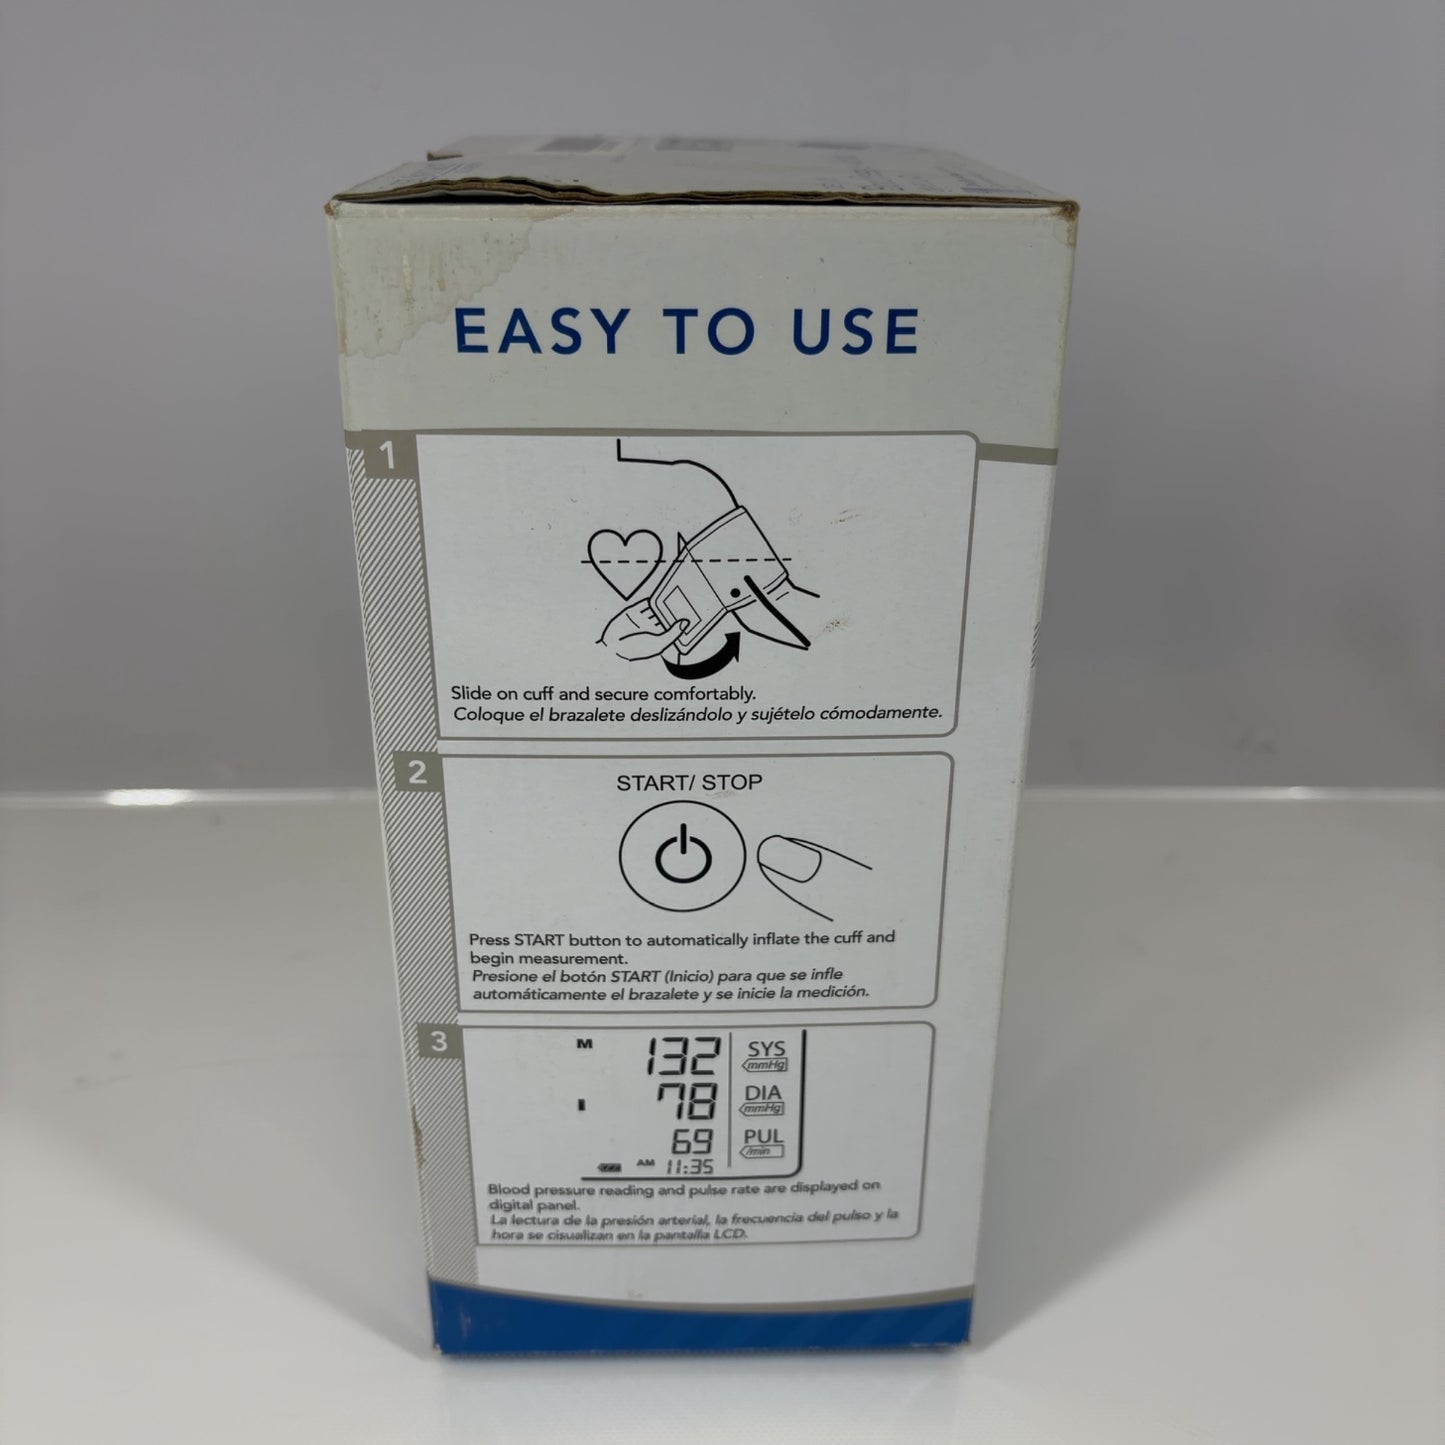 EASY TO USE
1
Slide on cuff and secure comfortably.
Coloque el brazalete deslizándolo y sujételo cómodamente.
2
START/ STOP
Press START button to automatically inflate the cuff and
begin measurement.
Presione el botón START (Inicio) para que se infle
automáticamente el brazalete y se inicie la medición.
3
M 132 SYS
mmHg
78 DIA
mmHg
69 PUL
/min
AM 11:35
Blood pressure reading and pulse rate are displayed on
digital panel.
La lectura de la presión arterial, la frecuencia del pulso y la
hora se cisualizan en la pantalla LCD.